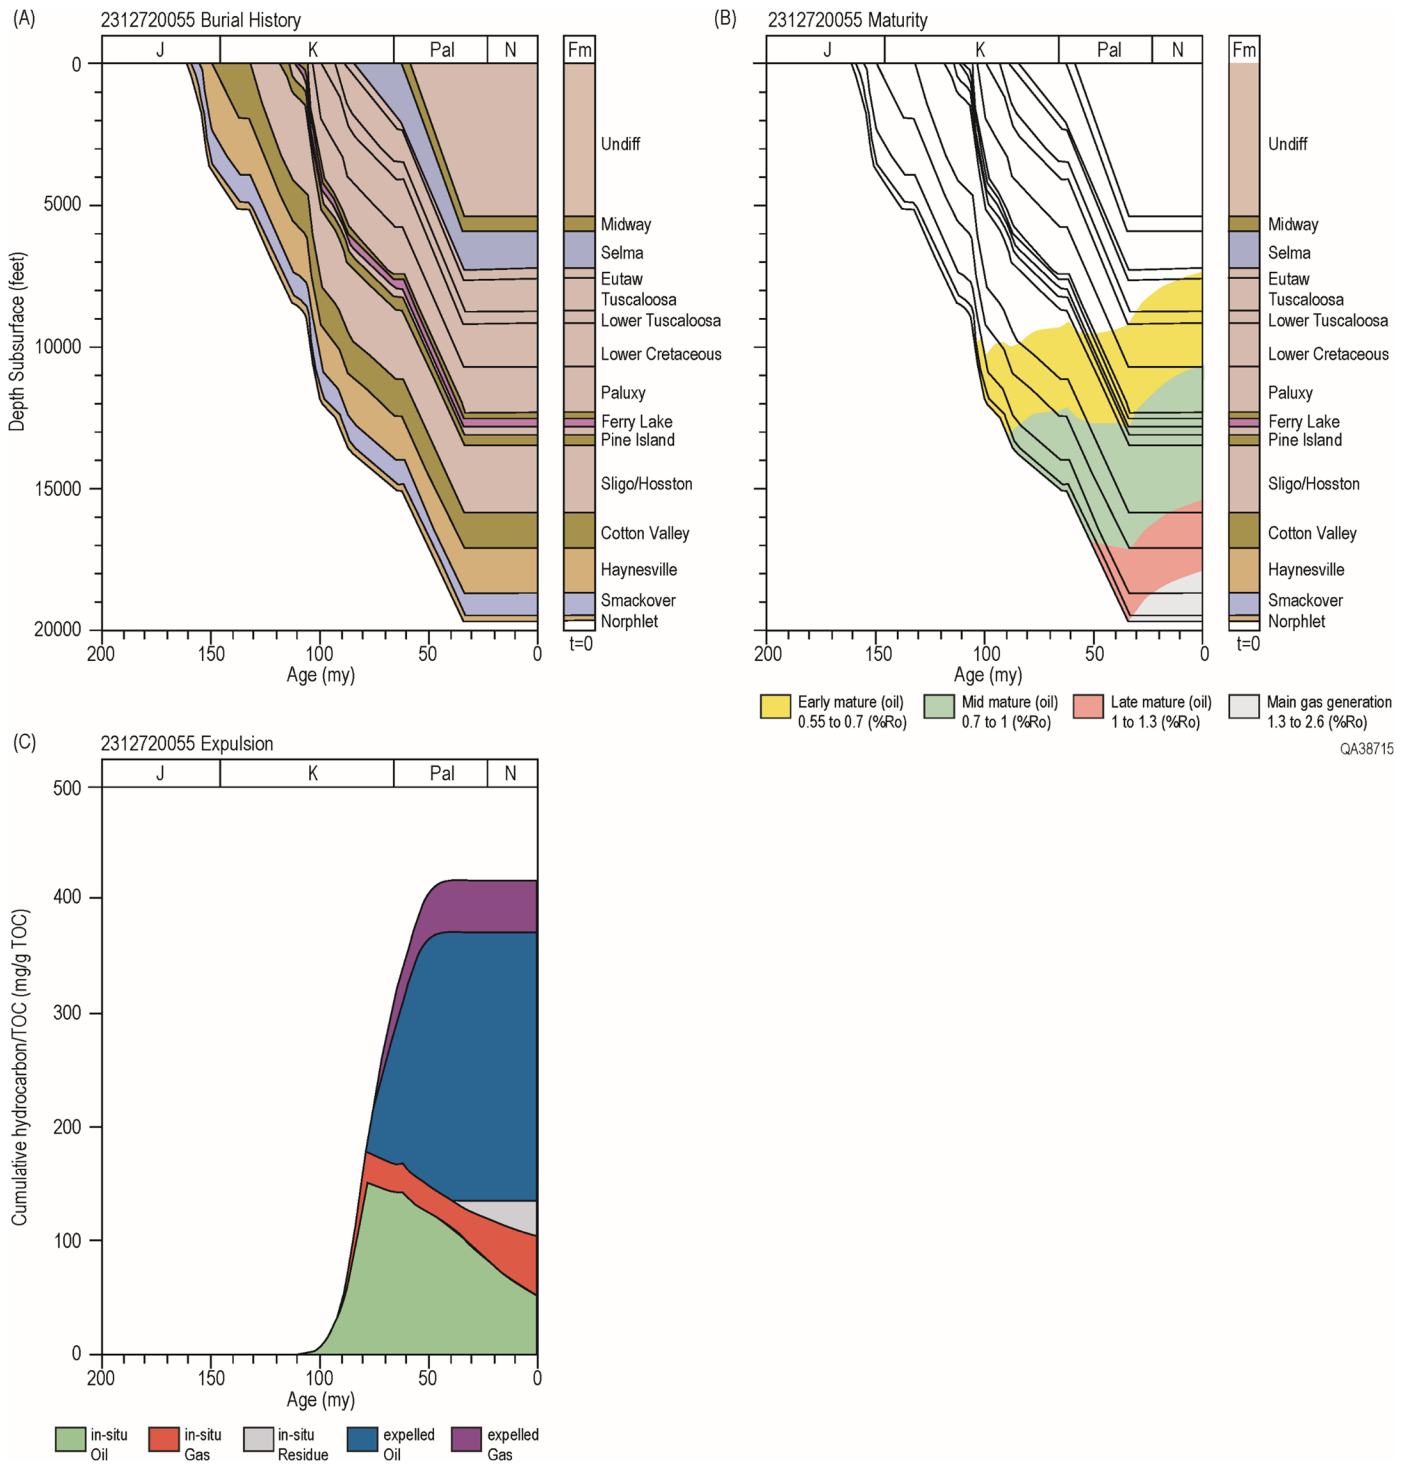 (A)
2312720055 Burial History
J K Pal N Fm
0
5000
10000
15000
20000
Depth Subsurface (feet)
Undiff
Midway
Selma
Eutaw
Tuscaloosa
Lower Tuscaloosa
Lower Cretaceous
Paluxy
Ferry Lake
Pine Island
Sligo/Hosston
Cotton Valley
Haynesville
Smackover
Norphlet
t=0
200 150 100 50 0
Age (my)
(B)
2312720055 Maturity
J K Pal N Fm
Undiff
Midway
Selma
Eutaw
Tuscaloosa
Lower Tuscaloosa
Lower Cretaceous
Paluxy
Ferry Lake
Pine Island
Sligo/Hosston
Cotton Valley
Haynesville
Smackover
Norphlet
t=0
200 150 100 50 0
Age (my)
Early mature (oil)
0.55 to 0.7 (%Ro)
Mid mature (oil)
0.7 to 1 (%Ro)
Late mature (oil)
1 to 1.3 (%Ro)
Main gas generation
1.3 to 2.6 (%Ro)
QA38715
(C)
2312720055 Expulsion
J K Pal N
500
400
300
200
100
0
Cumulative hydrocarbon/TOC (mg/g TOC)
200 150 100 50 0
Age (my)
in-situ
Oil
in-situ
Gas
in-situ
Residue
expelled
Oil
expelled
Gas